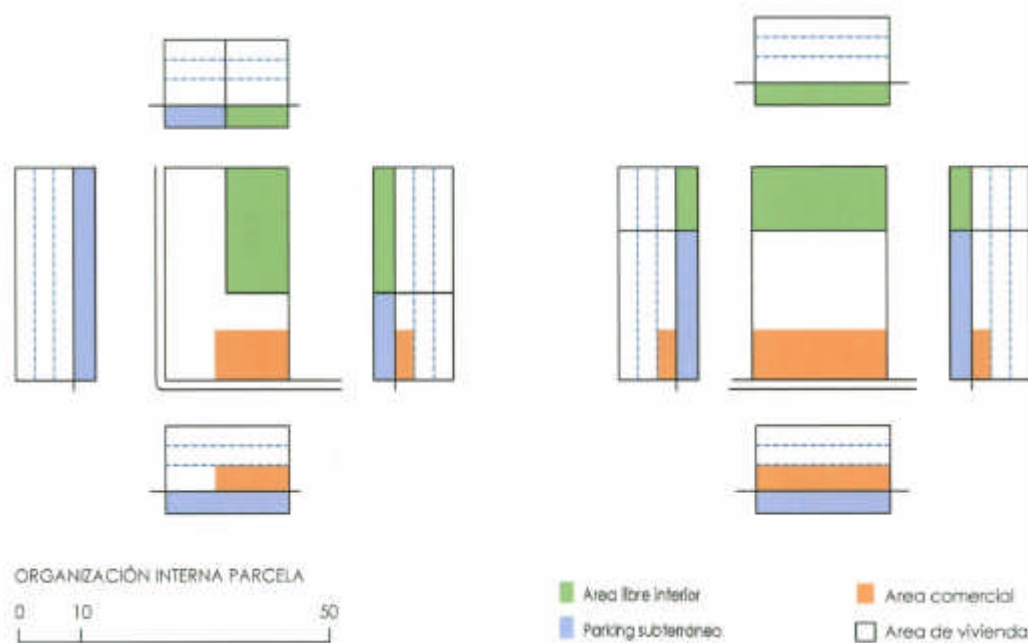 ORGANIZACIÓN INTERNA PARCELA
0 10 50
Area libre interior
Parking subterráneo
Area comercial
Area de vivienda